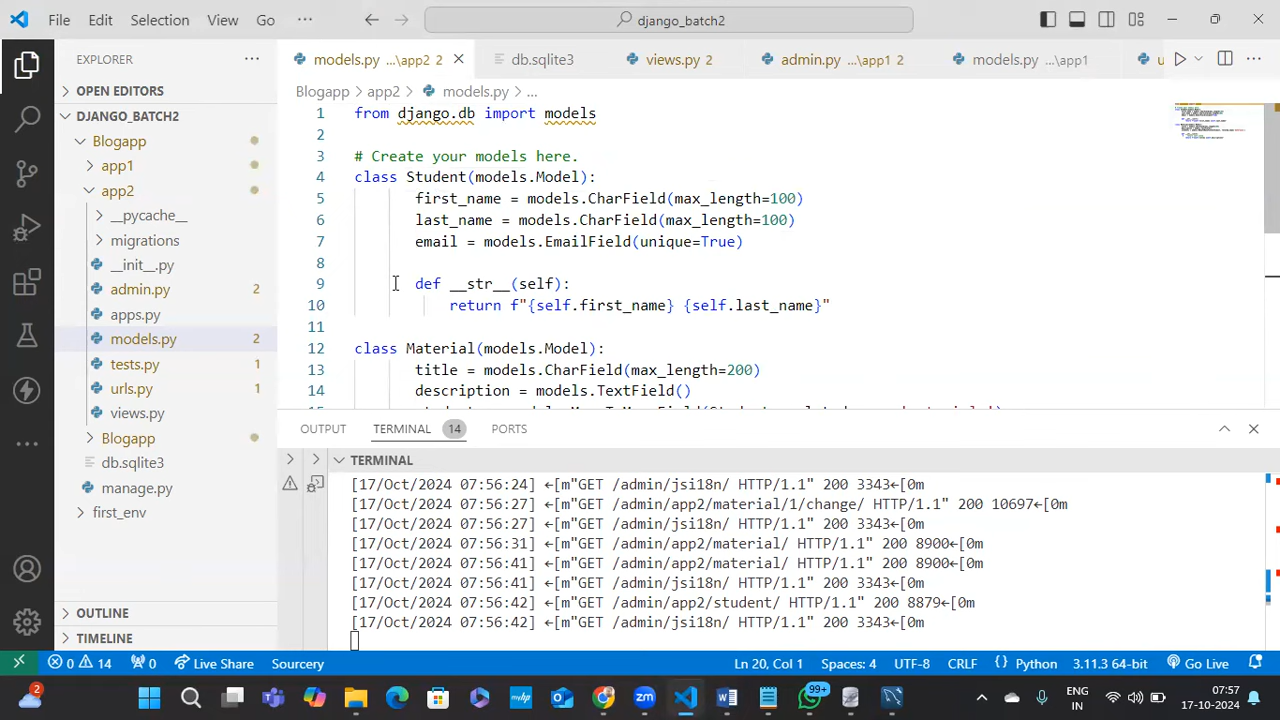 File Edit Selection View Go ··· django_batch2
EXPLORER ···
OPEN EDITORS
DJANGO_BATCH2
Blogapp
app1
app2
__pycache__
migrations
__init__.py
admin.py 2
apps.py
models.py 2
tests.py 1
urls.py 1
views.py
Blogapp
db.sqlite3
manage.py
first_env
OUTLINE
TIMELINE
models.py ...\app2 2 db.sqlite3 views.py 2 admin.py ...\app1 2 models.py ...\app1
Blogapp > app2 > models.py > ...
1 from django.db import models
2
3 # Create your models here.
4 class Student(models.Model):
5 first_name = models.CharField(max_length=100)
6 last_name = models.CharField(max_length=100)
7 email = models.EmailField(unique=True)
8
9 def __str__(self):
10 return f"{self.first_name} {self.last_name}"
11
12 class Material(models.Model):
13 title = models.CharField(max_length=200)
14 description = models.TextField()
OUTPUT TERMINAL 14 PORTS
TERMINAL
[17/Oct/2024 07:56:24] ←[m"GET /admin/jsi18n/ HTTP/1.1" 200 3343←[0m
[17/Oct/2024 07:56:27] ←[m"GET /admin/app2/material/1/change/ HTTP/1.1" 200 10697←[0m
[17/Oct/2024 07:56:27] ←[m"GET /admin/jsi18n/ HTTP/1.1" 200 3343←[0m
[17/Oct/2024 07:56:31] ←[m"GET /admin/app2/material/ HTTP/1.1" 200 8900←[0m
[17/Oct/2024 07:56:41] ←[m"GET /admin/app2/material/ HTTP/1.1" 200 8900←[0m
[17/Oct/2024 07:56:41] ←[m"GET /admin/jsi18n/ HTTP/1.1" 200 3343←[0m
[17/Oct/2024 07:56:42] ←[m"GET /admin/app2/student/ HTTP/1.1" 200 8879←[0m
[17/Oct/2024 07:56:42] ←[m"GET /admin/jsi18n/ HTTP/1.1" 200 3343←[0m
0 14 0 Live Share Sourcery Ln 20, Col 1 Spaces: 4 UTF-8 CRLF {} Python 3.11.3 64-bit Go Live
2 99+ ENG 07:57
IN 17-10-2024